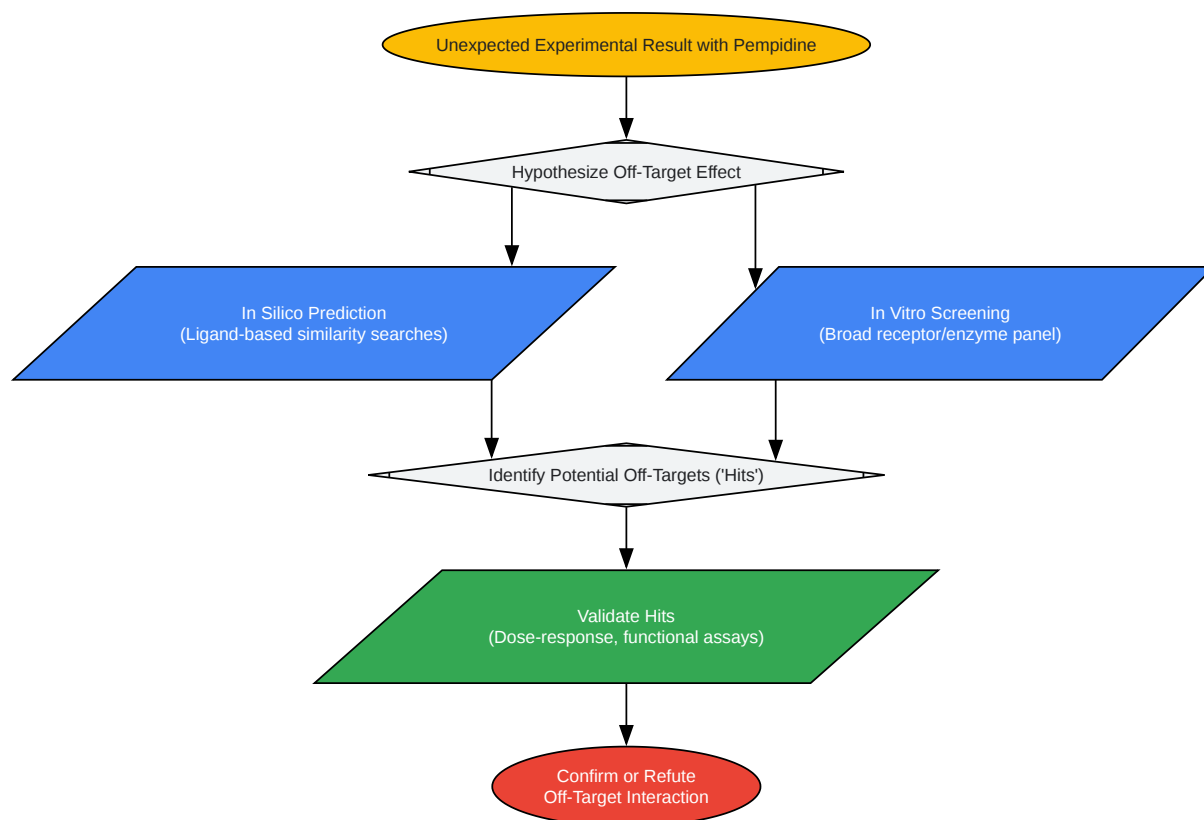 Unexpected Experimental Result with Pempidine
Hypothesize Off-Target Effect
In Silico Prediction
(Ligand-based similarity searches)
In Vitro Screening
(Broad receptor/enzyme panel)
Identify Potential Off-Targets ('Hits')
Validate Hits
(Dose-response, functional assays)
Confirm or Refute
Off-Target Interaction